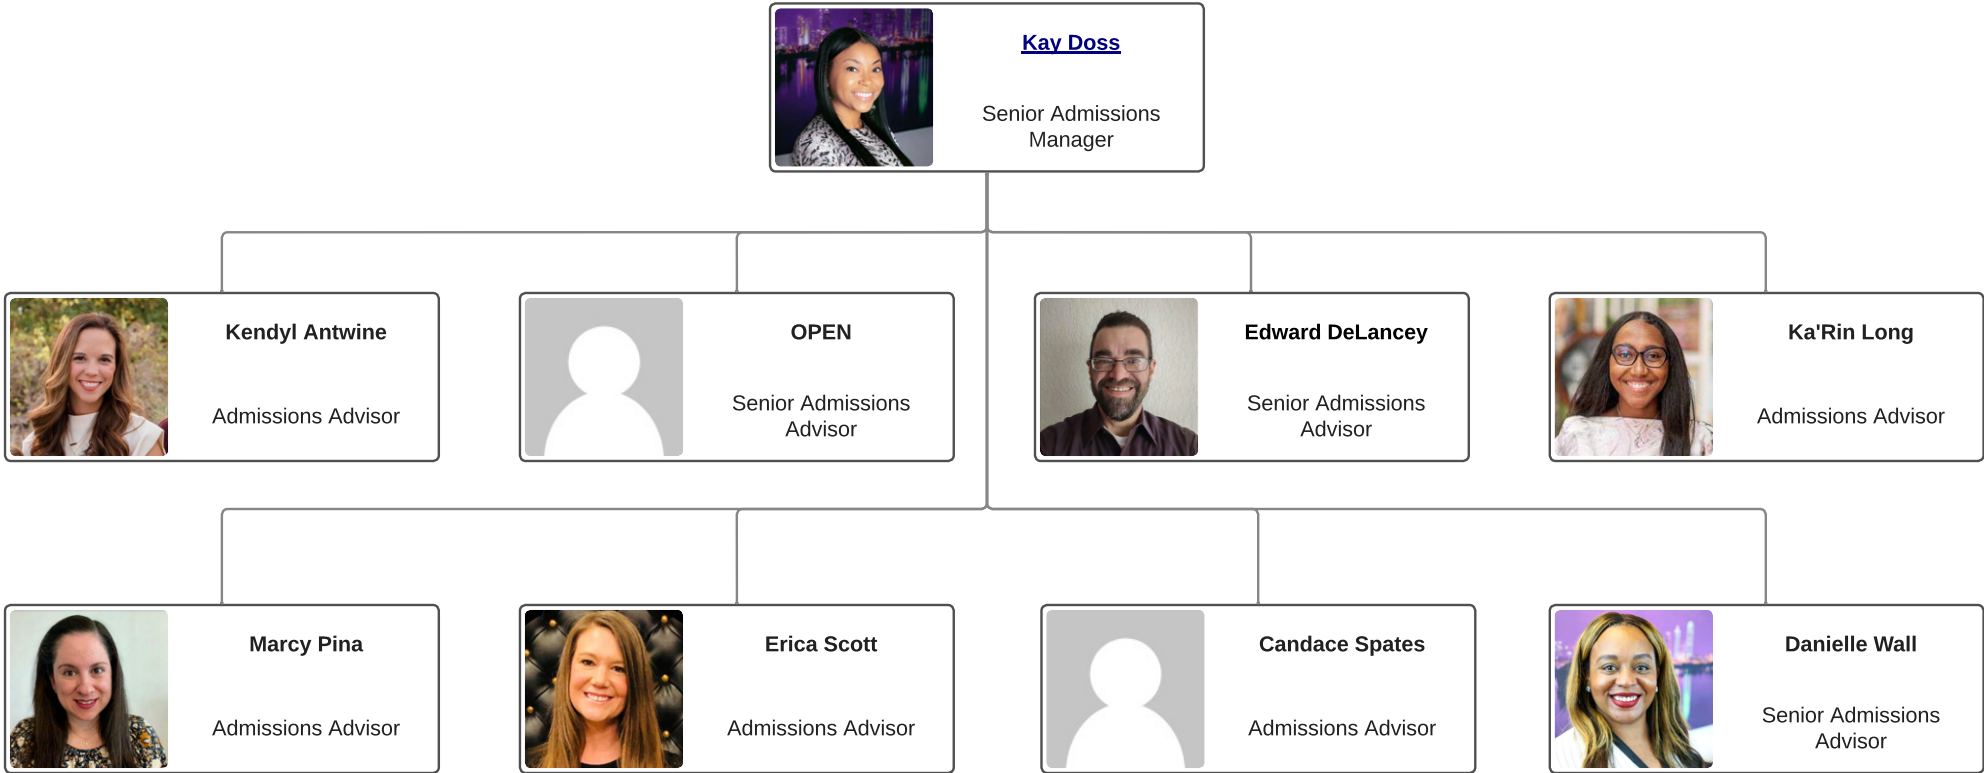 Kay Doss
Senior Admissions
Manager
Kendyl Antwine
Admissions Advisor
OPEN
Senior Admissions
Advisor
Edward DeLancey
Senior Admissions
Advisor
Ka'Rin Long
Admissions Advisor
Marcy Pina
Admissions Advisor
Erica Scott
Admissions Advisor
Candace Spates
Admissions Advisor
Danielle Wall
Senior Admissions
Advisor